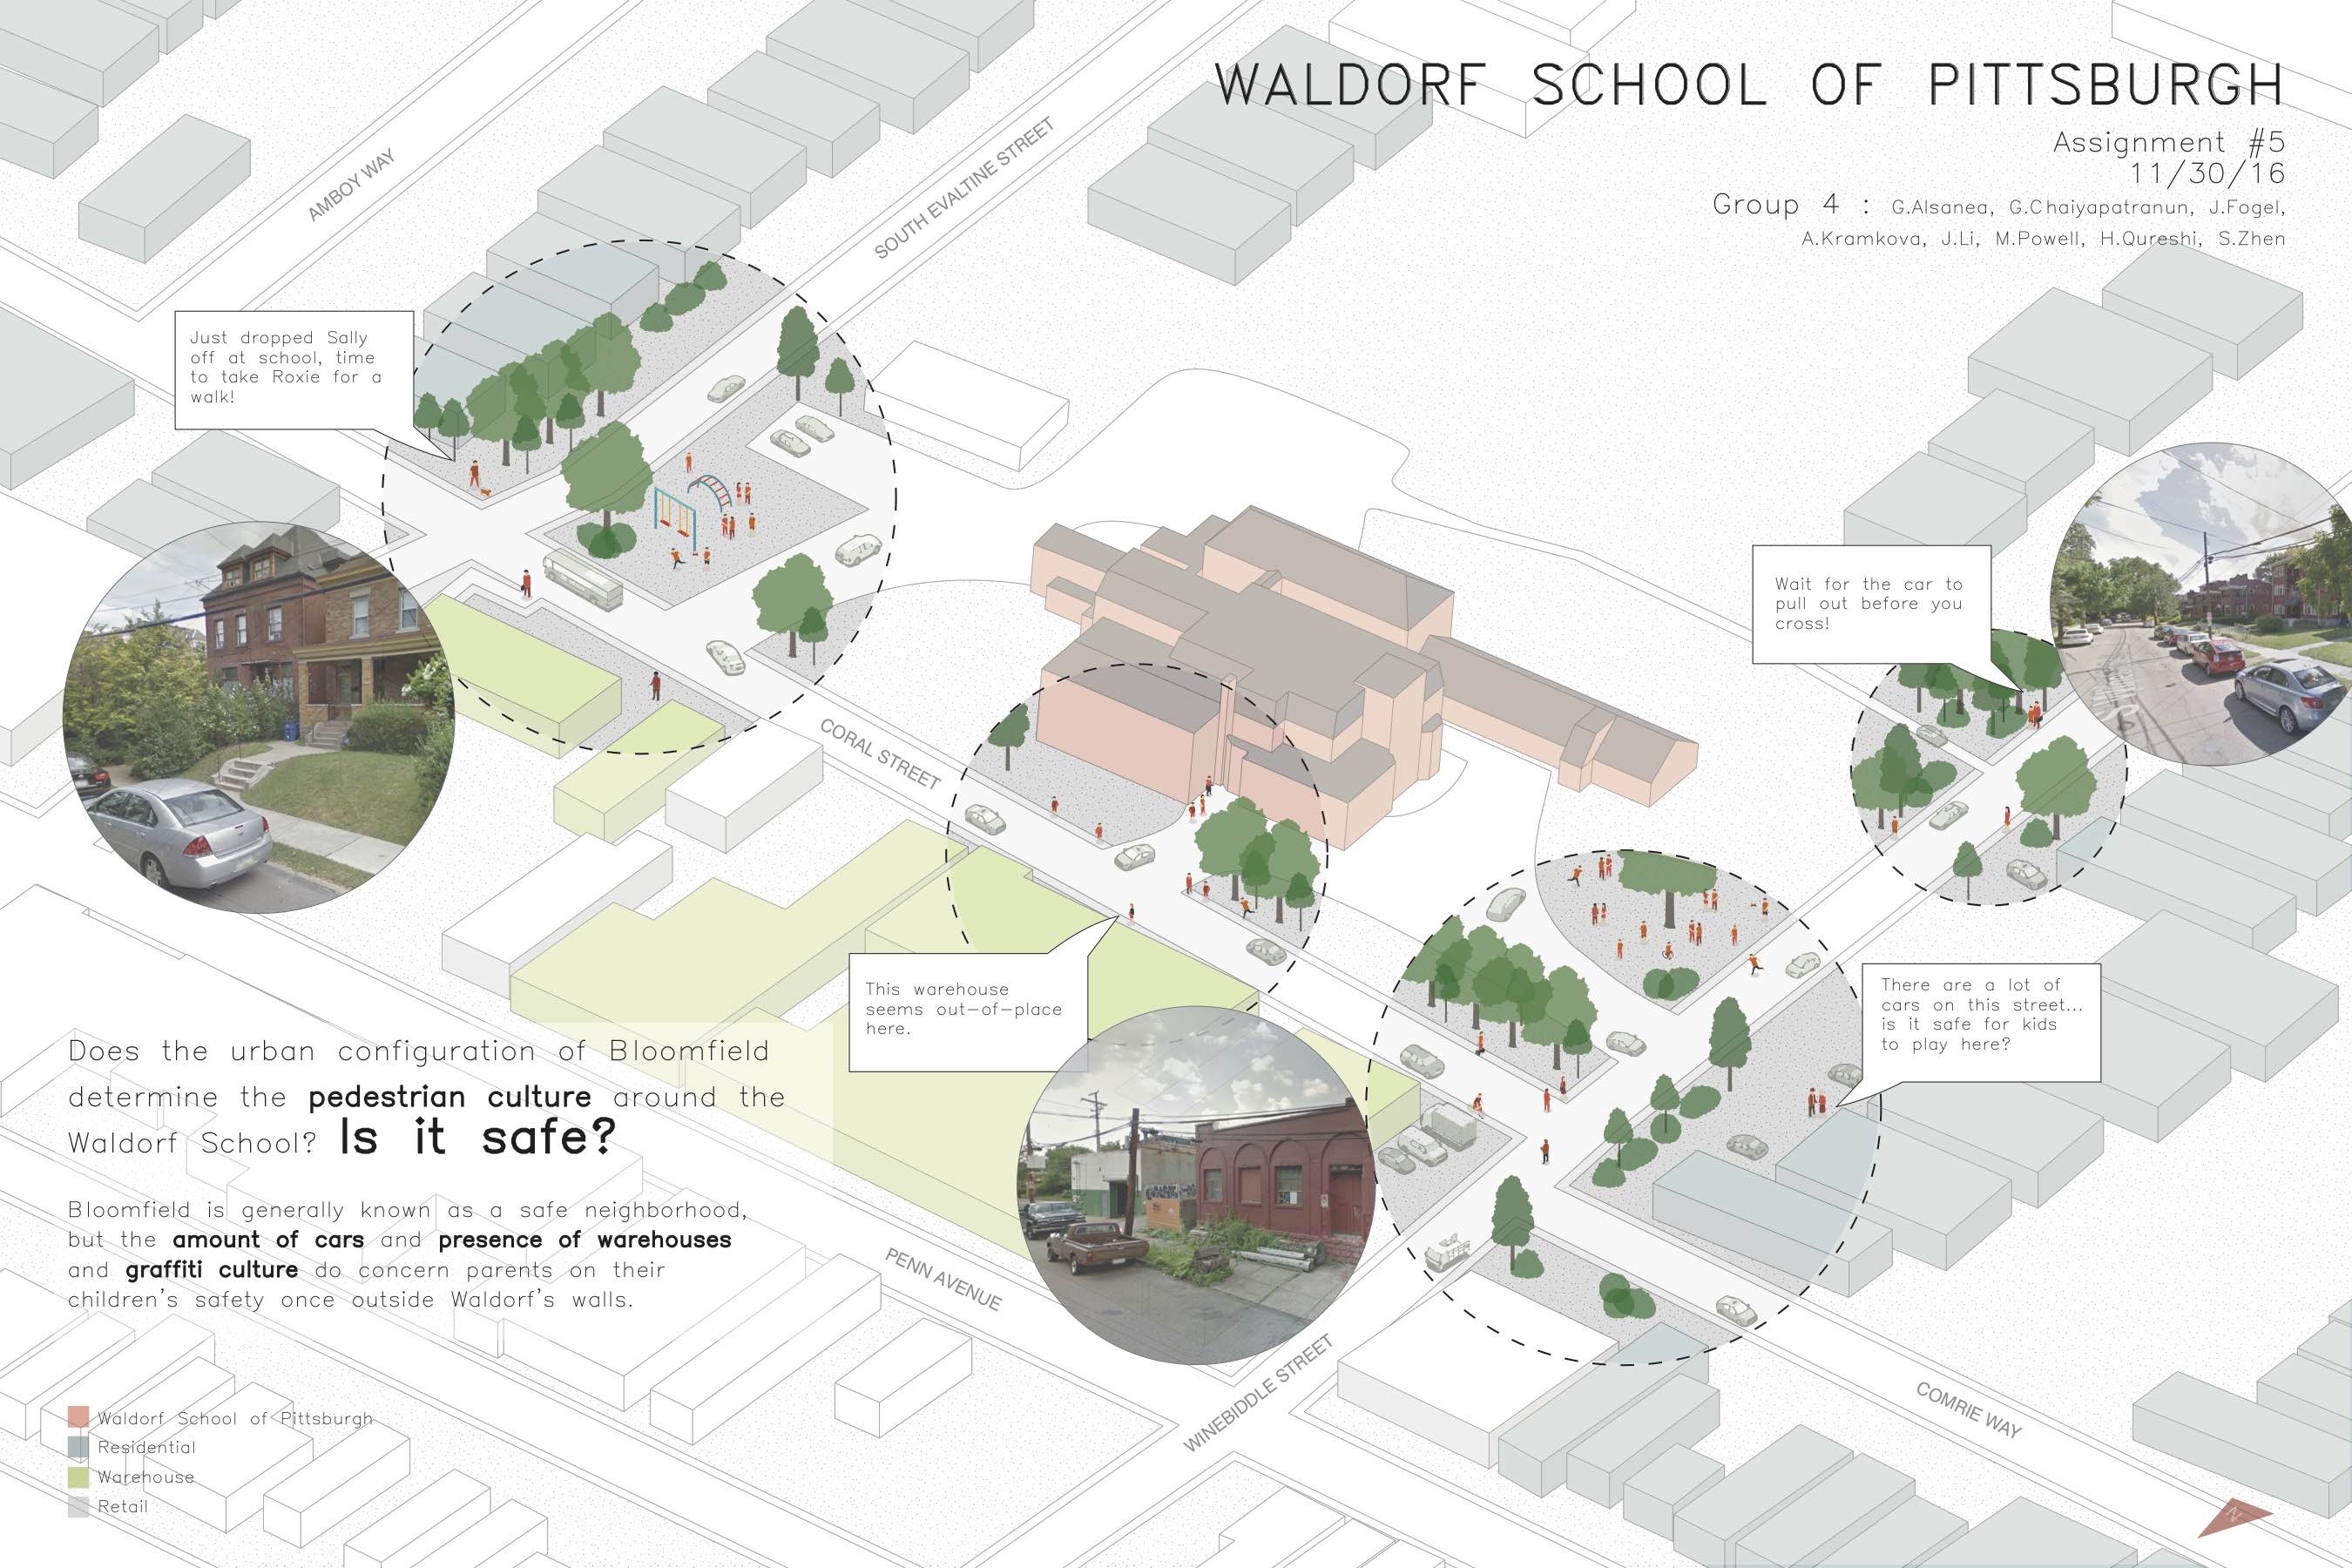 WALDORF SCHOOL OF PITTSBURGH
Assignment #5
11/30/16
Group 4 : G.Alsanea, G.Chaiyapatranun, J.Fogel,
A.Kramkova, J.Li, M.Powell, H.Qureshi, S.Zhen
AMBOY WAY
SOUTH EVALTINE STREET
Just dropped Sally
off at school, time
to take Roxie for a
walk!
Wait for the car to
pull out before you
cross!
CORAL STREET
This warehouse
seems out-of-place
here.
There are a lot of
cars on this street...
is it safe for kids
to play here?
Does the urban configuration of Bloomfield
determine the pedestrian culture around the
Waldorf School? Is it safe?
Bloomfield is generally known as a safe neighborhood,
but the amount of cars and presence of warehouses
and graffiti culture do concern parents on their
children's safety once outside Waldorf's walls.
PENN AVENUE
WINEBIDDLE STREET
COMRIE WAY
Waldorf School of Pittsburgh
Residential
Warehouse
Retail
N